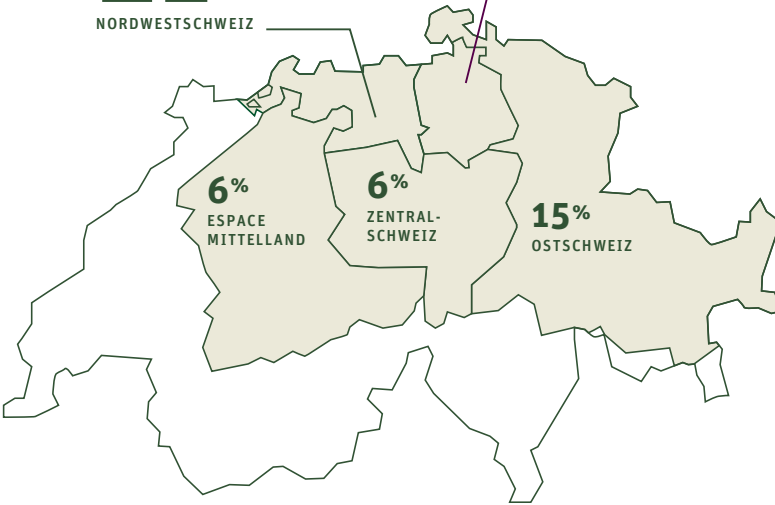 NORDWESTSCHWEIZ
6%
ESPACE
MITTELLAND
6%
ZENTRAL-
SCHWEIZ
15%
OSTSCHWEIZ